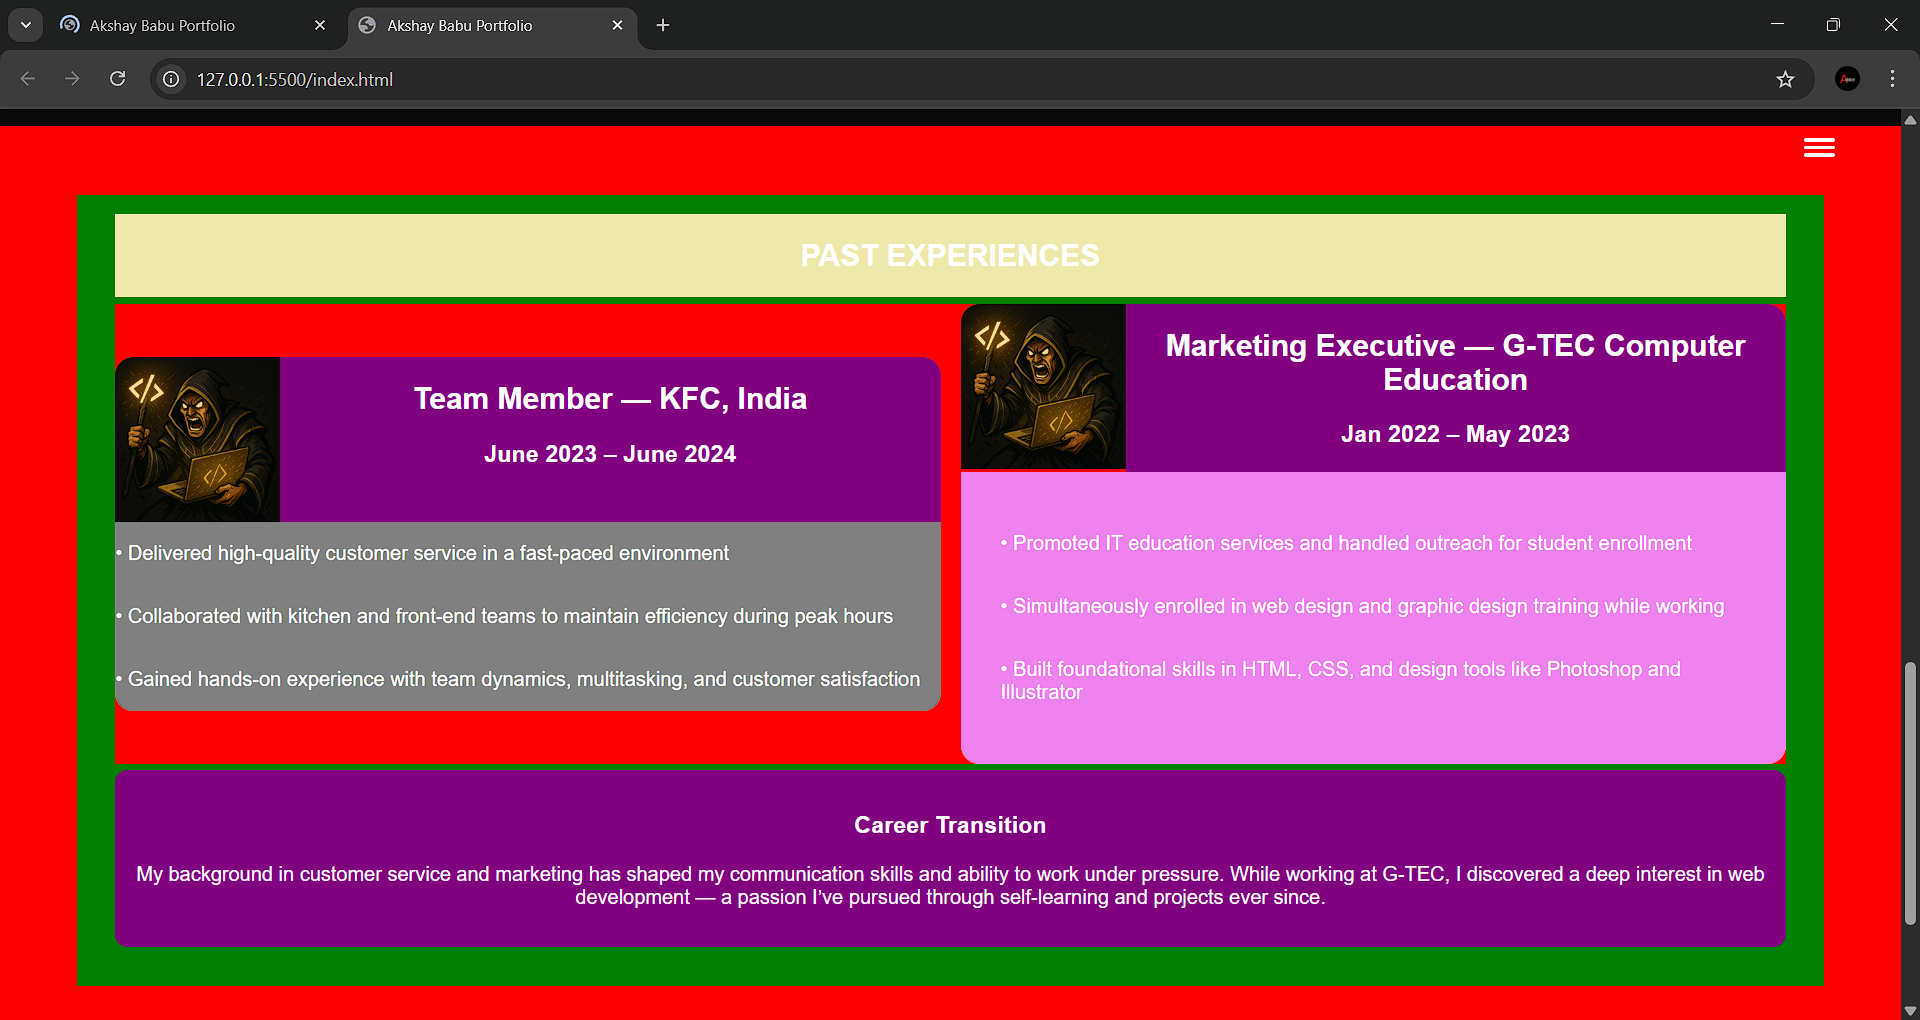 Akshay Babu Portfolio
Akshay Babu Portfolio
127.0.0.1:5500/index.html
PAST EXPERIENCES
</>
</>
Team Member — KFC, India
June 2023 – June 2024
• Delivered high-quality customer service in a fast-paced environment
• Collaborated with kitchen and front-end teams to maintain efficiency during peak hours
• Gained hands-on experience with team dynamics, multitasking, and customer satisfaction
</>
</>
Marketing Executive — G-TEC Computer
Education
Jan 2022 – May 2023
• Promoted IT education services and handled outreach for student enrollment
• Simultaneously enrolled in web design and graphic design training while working
• Built foundational skills in HTML, CSS, and design tools like Photoshop and
Illustrator
Career Transition
My background in customer service and marketing has shaped my communication skills and ability to work under pressure. While working at G-TEC, I discovered a deep interest in web
development — a passion I’ve pursued through self-learning and projects ever since.